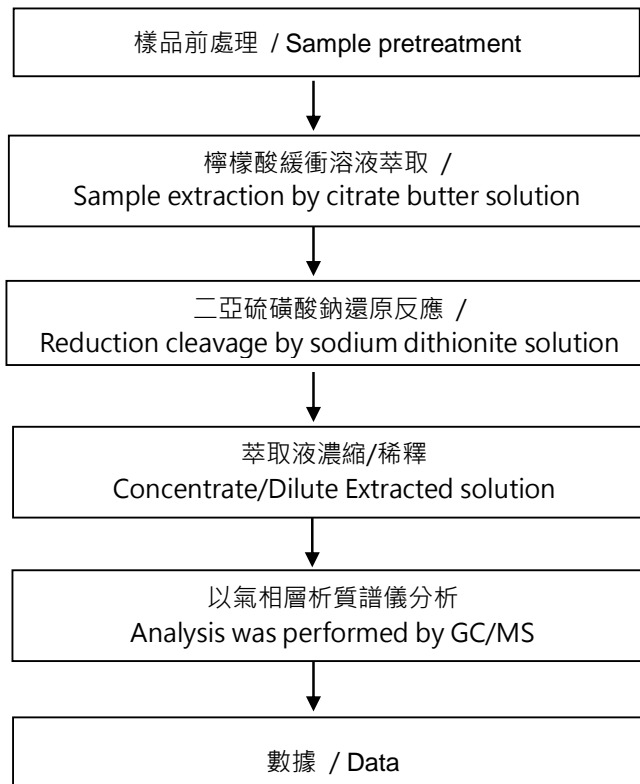 樣品前處理 / Sample pretreatment
檸檬酸緩衝溶液萃取 /
Sample extraction by citrate butter solution
二亞硫磺酸鈉還原反應 /
Reduction cleavage by sodium dithionite solution
萃取液濃縮/稀釋
Concentrate/Dilute Extracted solution
以氣相層析質譜儀分析
Analysis was performed by GC/MS
數據 / Data